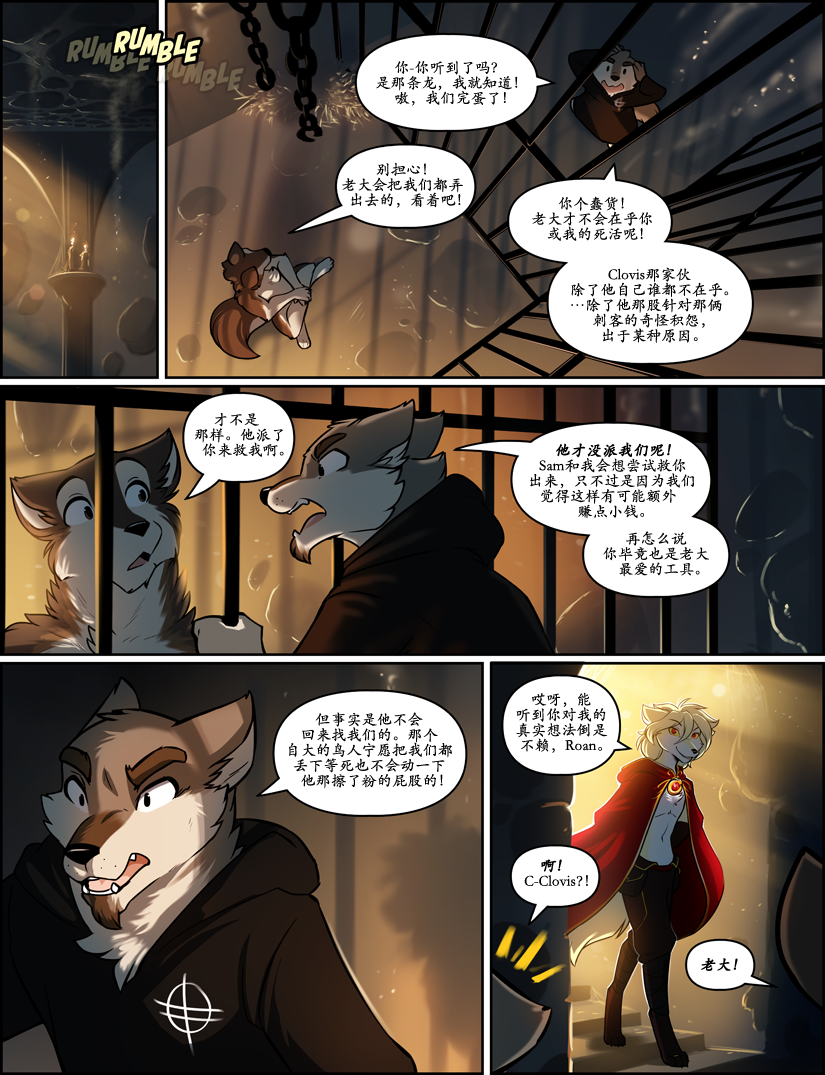 RUMBLE
RUMBLE
RUMBLE
你-你听到了吗?
是那条龙，我就知道!
嗷，我们完蛋了!
别担心!
老大会把我们都弄
出去的，看着吧!
你个蠢货!
老大才不会在乎你
或我的死活呢!
Clovis那家伙
除了他自己谁都不在乎。
…除了他那股针对那俩
刺客的奇怪积怨，
出于某种原因。
才不是
那样。他派了
你来救我啊。
他才没派我们呢!
Sam和我会想尝试救你
出来，只不过是因为我们
觉得这样有可能额外
赚点小钱。
再怎么说
你毕竟也是老大
最爱的工具。
但事实是他不会
回来找我们的。那个
自大的鸟人宁愿把我们都
丢下等死也不会动一下
他那擦了粉的屁股的!
哎呀，能
听到你对我的
真实想法倒是
不赖，Roan。
啊!
C-Clovis?!
老大!